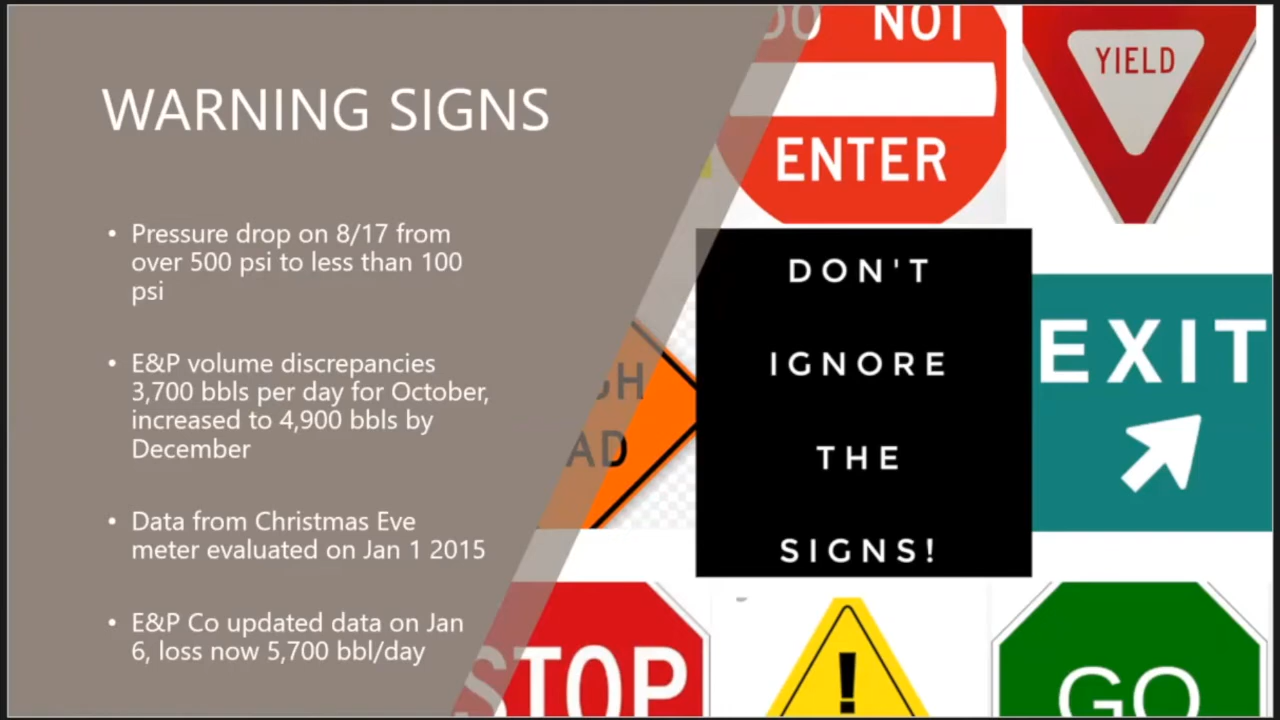 WARNING SIGNS
• Pressure drop on 8/17 from
over 500 psi to less than 100
psi
• E&P volume discrepancies
3,700 bbls per day for October,
increased to 4,900 bbls by
December
• Data from Christmas Eve
meter evaluated on Jan 1 2015
• E&P Co updated data on Jan
6, loss now 5,700 bbl/day
DO NOT
ENTER
YIELD
DON'T
IGNORE
THE
SIGNS!
EXIT
STOP
!
GO